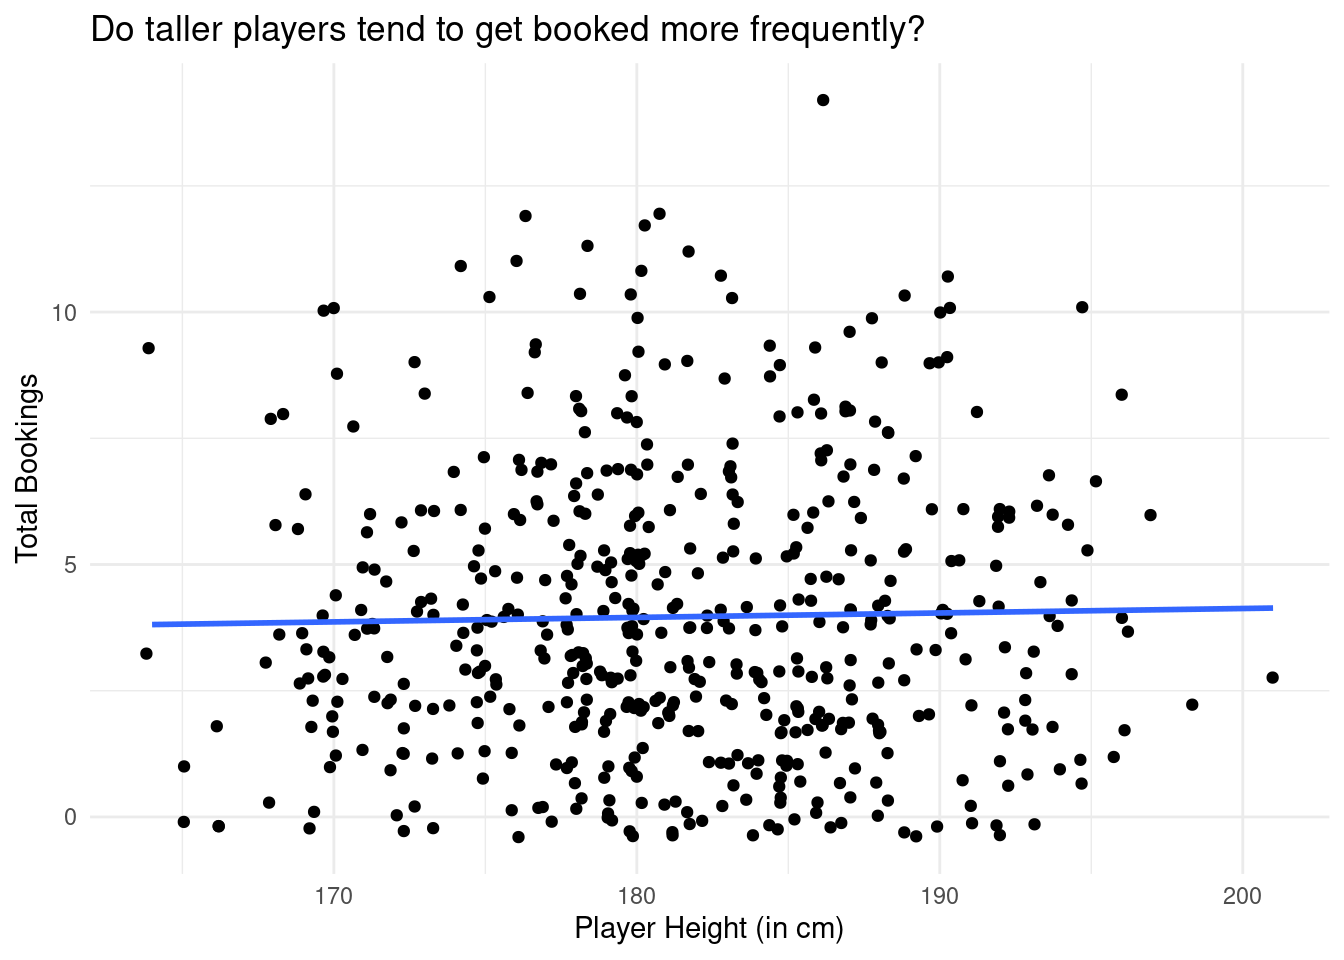 Do taller players tend to get booked more frequently?
10
5
0
Total Bookings
170
180
190
200
Player Height (in cm)